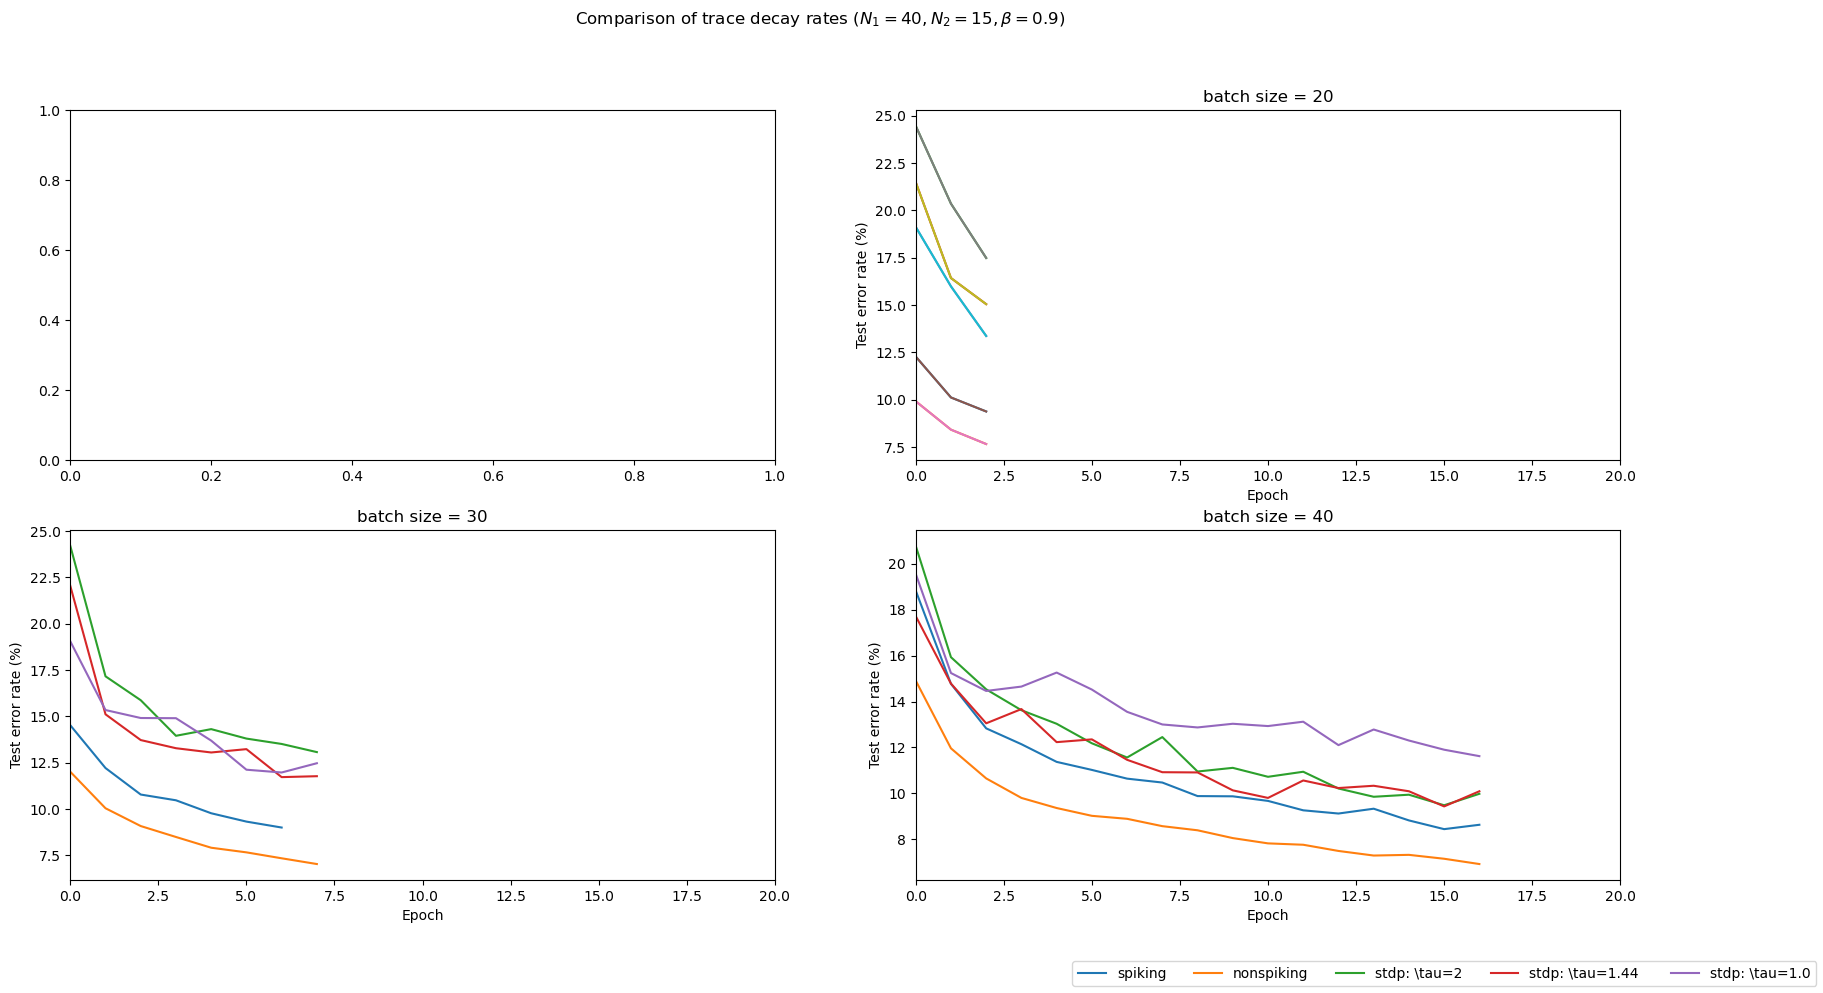 Comparison of trace decay rates (N₁ = 40, N₂ = 15, β = 0.9)
1.0
0.8
0.6
0.4
0.2
0.0
0.0 0.2 0.4 0.6 0.8 1.0
batch size = 20
Test error rate (%)
25.0
22.5
20.0
17.5
15.0
12.5
10.0
7.5
0.0 2.5 5.0 7.5 10.0 12.5 15.0 17.5 20.0
Epoch
batch size = 30
Test error rate (%)
25.0
22.5
20.0
17.5
15.0
12.5
10.0
7.5
0.0 2.5 5.0 7.5 10.0 12.5 15.0 17.5 20.0
Epoch
batch size = 40
Test error rate (%)
20
18
16
14
12
10
8
0.0 2.5 5.0 7.5 10.0 12.5 15.0 17.5 20.0
Epoch
spiking nonspiking stdp: \tau=2 stdp: \tau=1.44 stdp: \tau=1.0